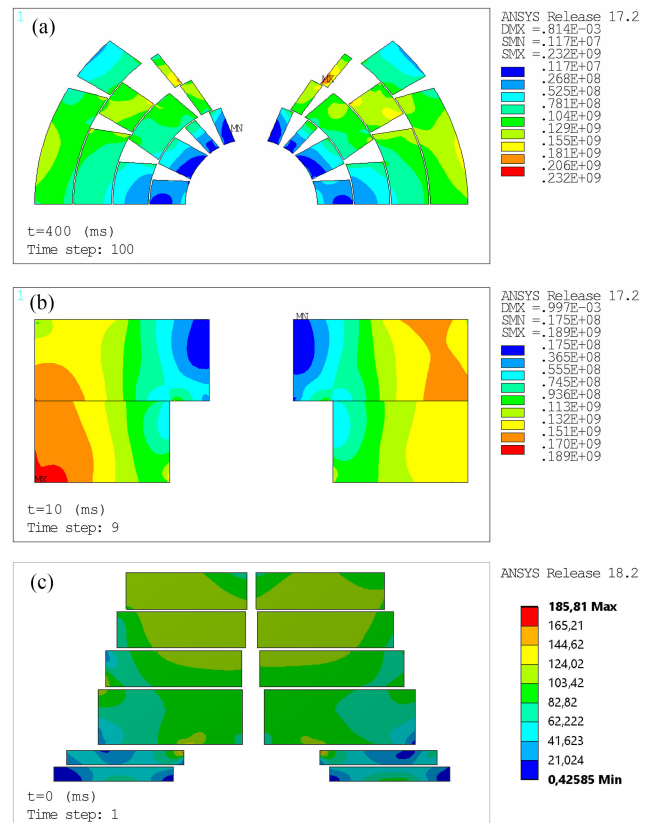 1
(a)
MX
MN
t=400 (ms)
Time step: 100
ANSYS Release 17.2
DMX =.814E-03
SMN =.117E+07
SMX =.232E+09
.117E+07
.268E+08
.525E+08
.781E+08
.104E+09
.129E+09
.155E+09
.181E+09
.206E+09
.232E+09
1
(b)
MN
MX
t=10 (ms)
Time step: 9
ANSYS Release 17.2
DMX =.997E-03
SMN =.175E+08
SMX =.189E+09
.175E+08
.365E+08
.555E+08
.745E+08
.936E+08
.113E+09
.132E+09
.151E+09
.170E+09
.189E+09
(c)
t=0 (ms)
Time step: 1
ANSYS Release 18.2
185,81 Max
165,21
144,62
124,02
103,42
82,82
62,222
41,623
21,024
0,42585 Min